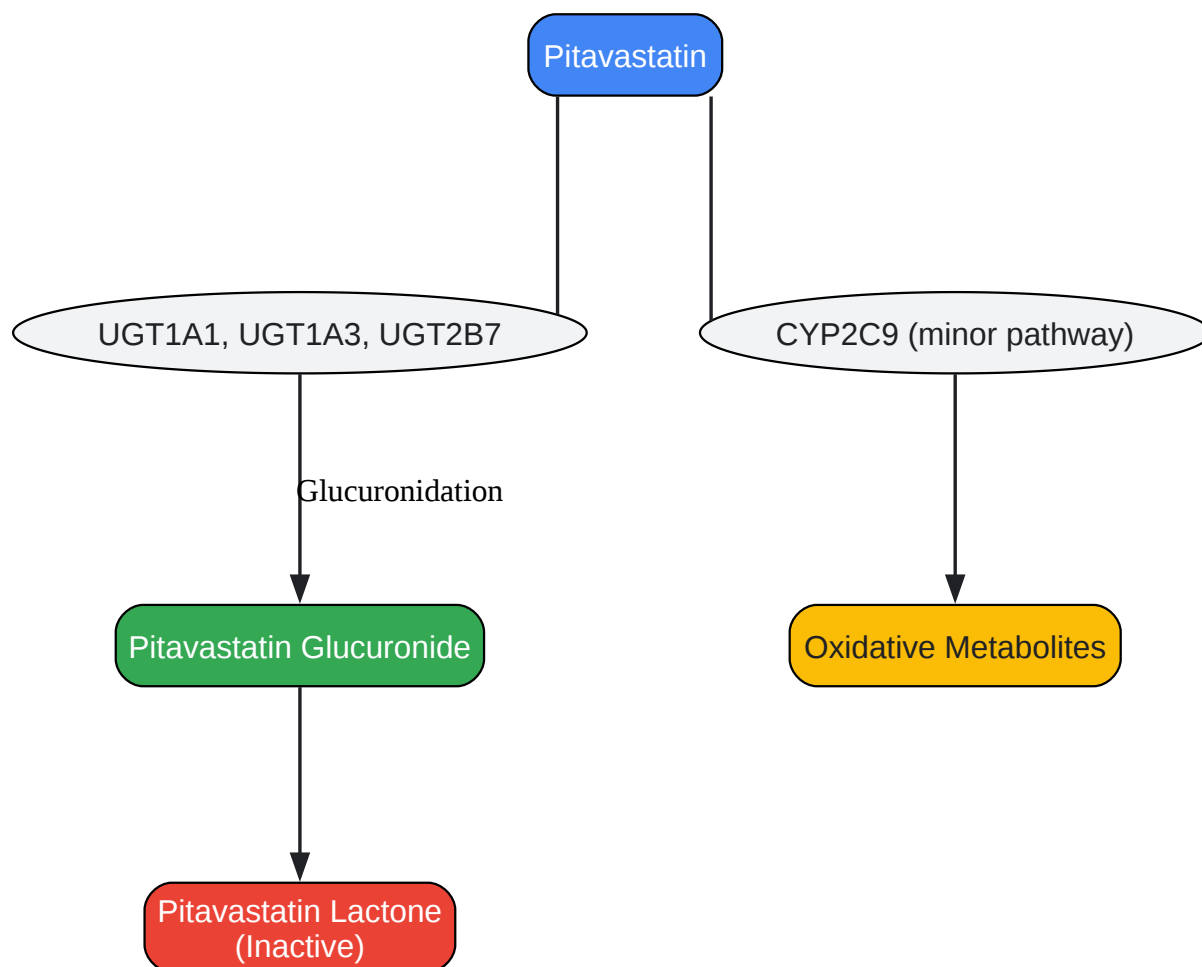 Pitavastatin
UGT1A1, UGT1A3, UGT2B7
CYP2C9 (minor pathway)
Glucuronidation
Pitavastatin Glucuronide
Oxidative Metabolites
Pitavastatin Lactone
(Inactive)